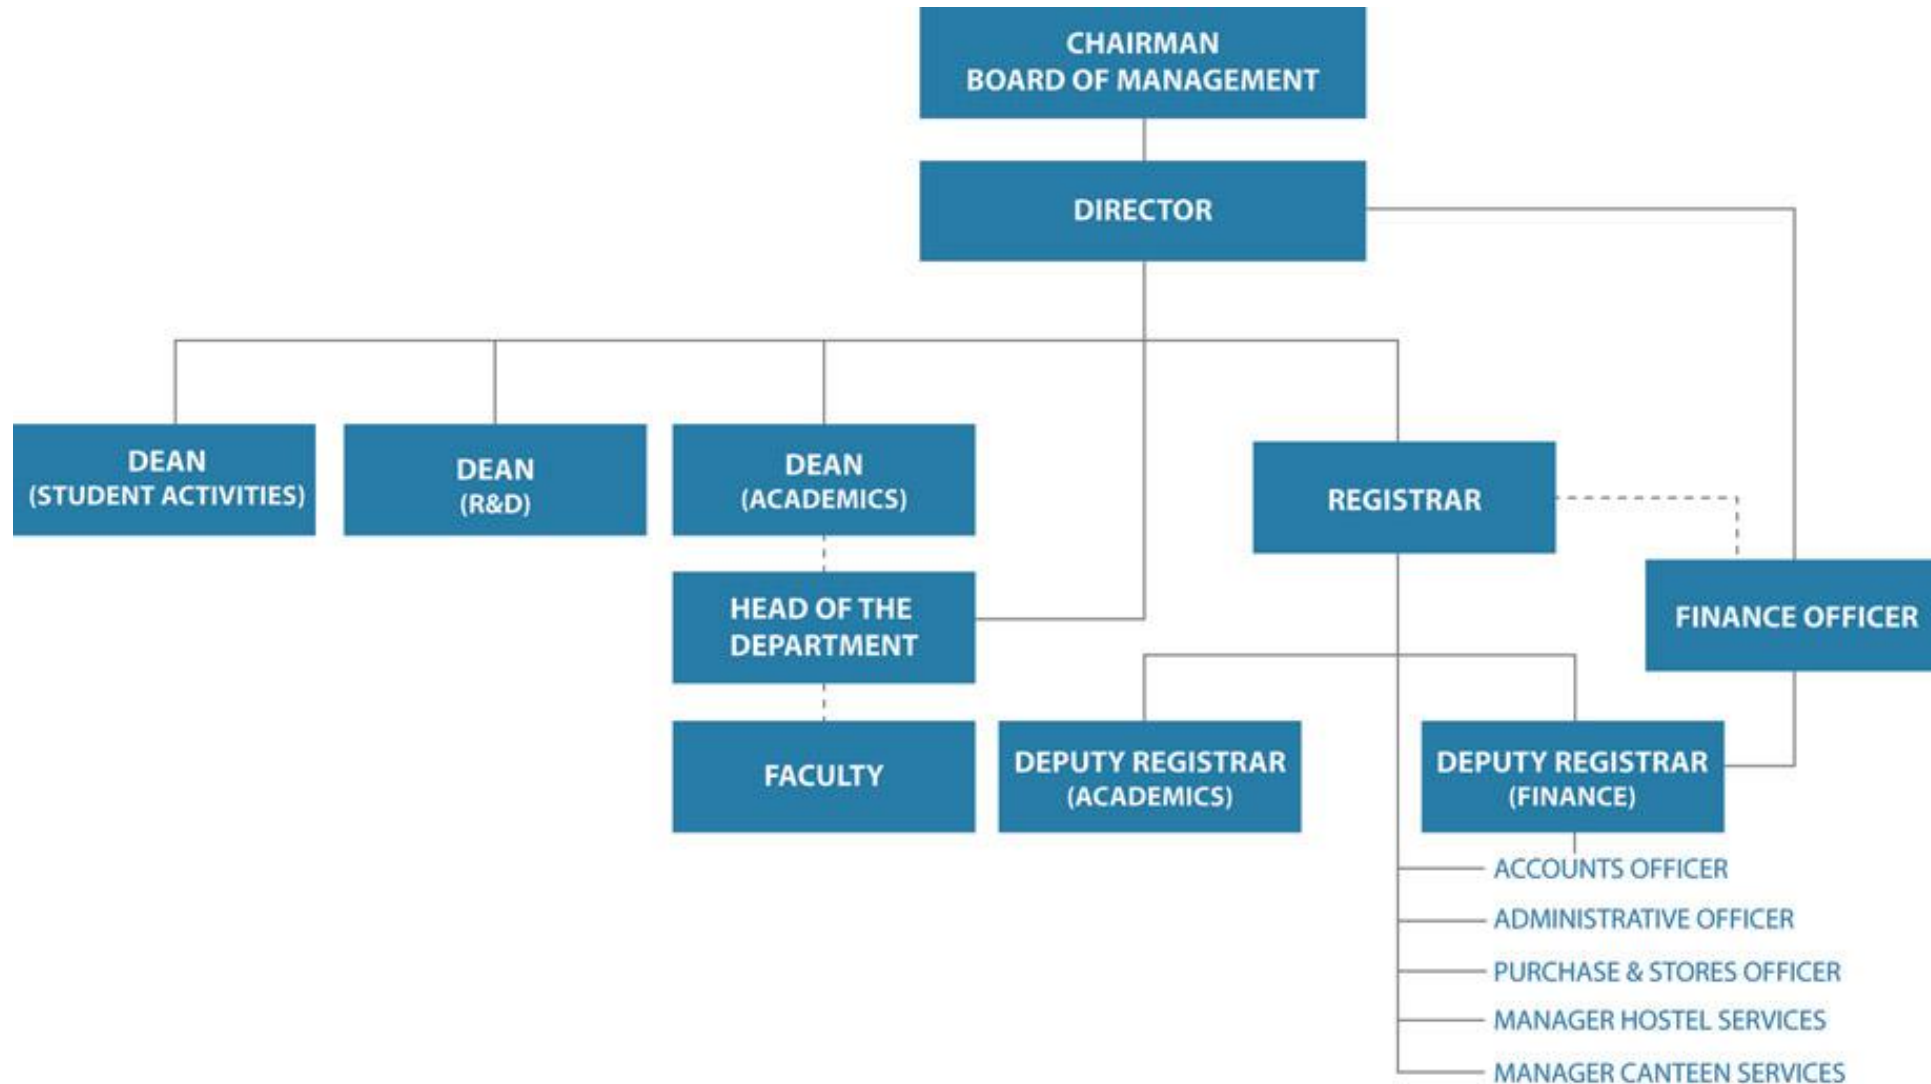 CHAIRMAN
BOARD OF MANAGEMENT
DIRECTOR
DEAN
(STUDENT ACTIVITIES)
DEAN
(R&D)
DEAN
(ACADEMICS)
REGISTRAR
HEAD OF THE
DEPARTMENT
FINANCE OFFICER
FACULTY
DEPUTY REGISTRAR
(ACADEMICS)
DEPUTY REGISTRAR
(FINANCE)
ACCOUNTS OFFICER
ADMINISTRATIVE OFFICER
PURCHASE & STORES OFFICER
MANAGER HOSTEL SERVICES
MANAGER CANTEEN SERVICES